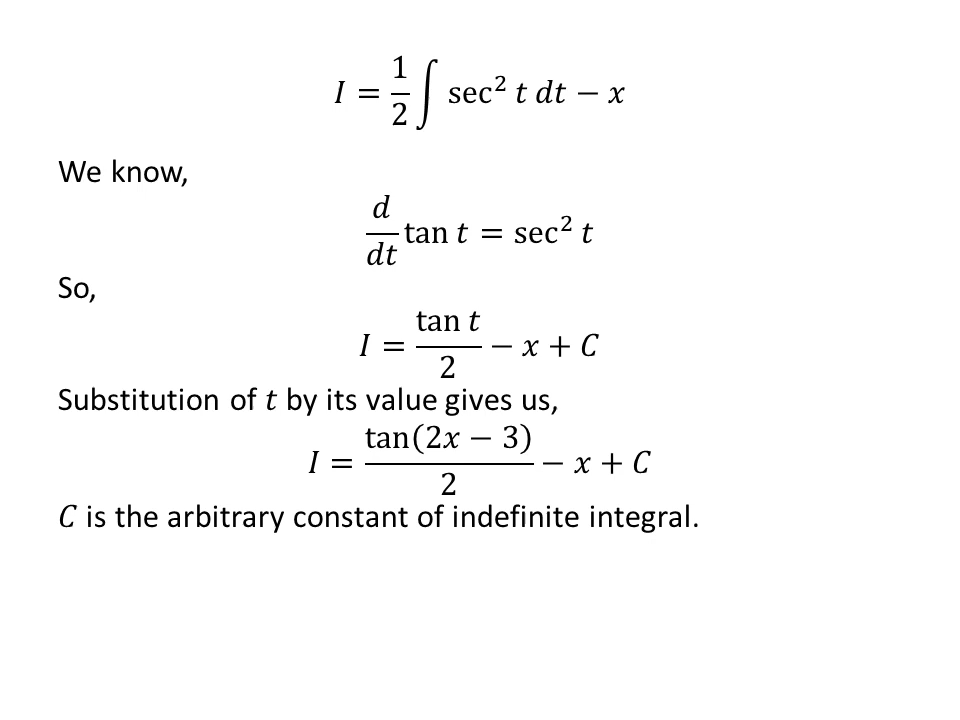 𝐼 = 1/2 ∫ sec² 𝑡 𝑑𝑡 − 𝑥
We know,
𝑑/𝑑𝑡 tan 𝑡 = sec² 𝑡
So,
𝐼 = tan 𝑡/2 − 𝑥 + 𝐶
Substitution of 𝑡 by its value gives us,
𝐼 = tan(2𝑥 − 3)/2 − 𝑥 + 𝐶
𝐶 is the arbitrary constant of indefinite integral.